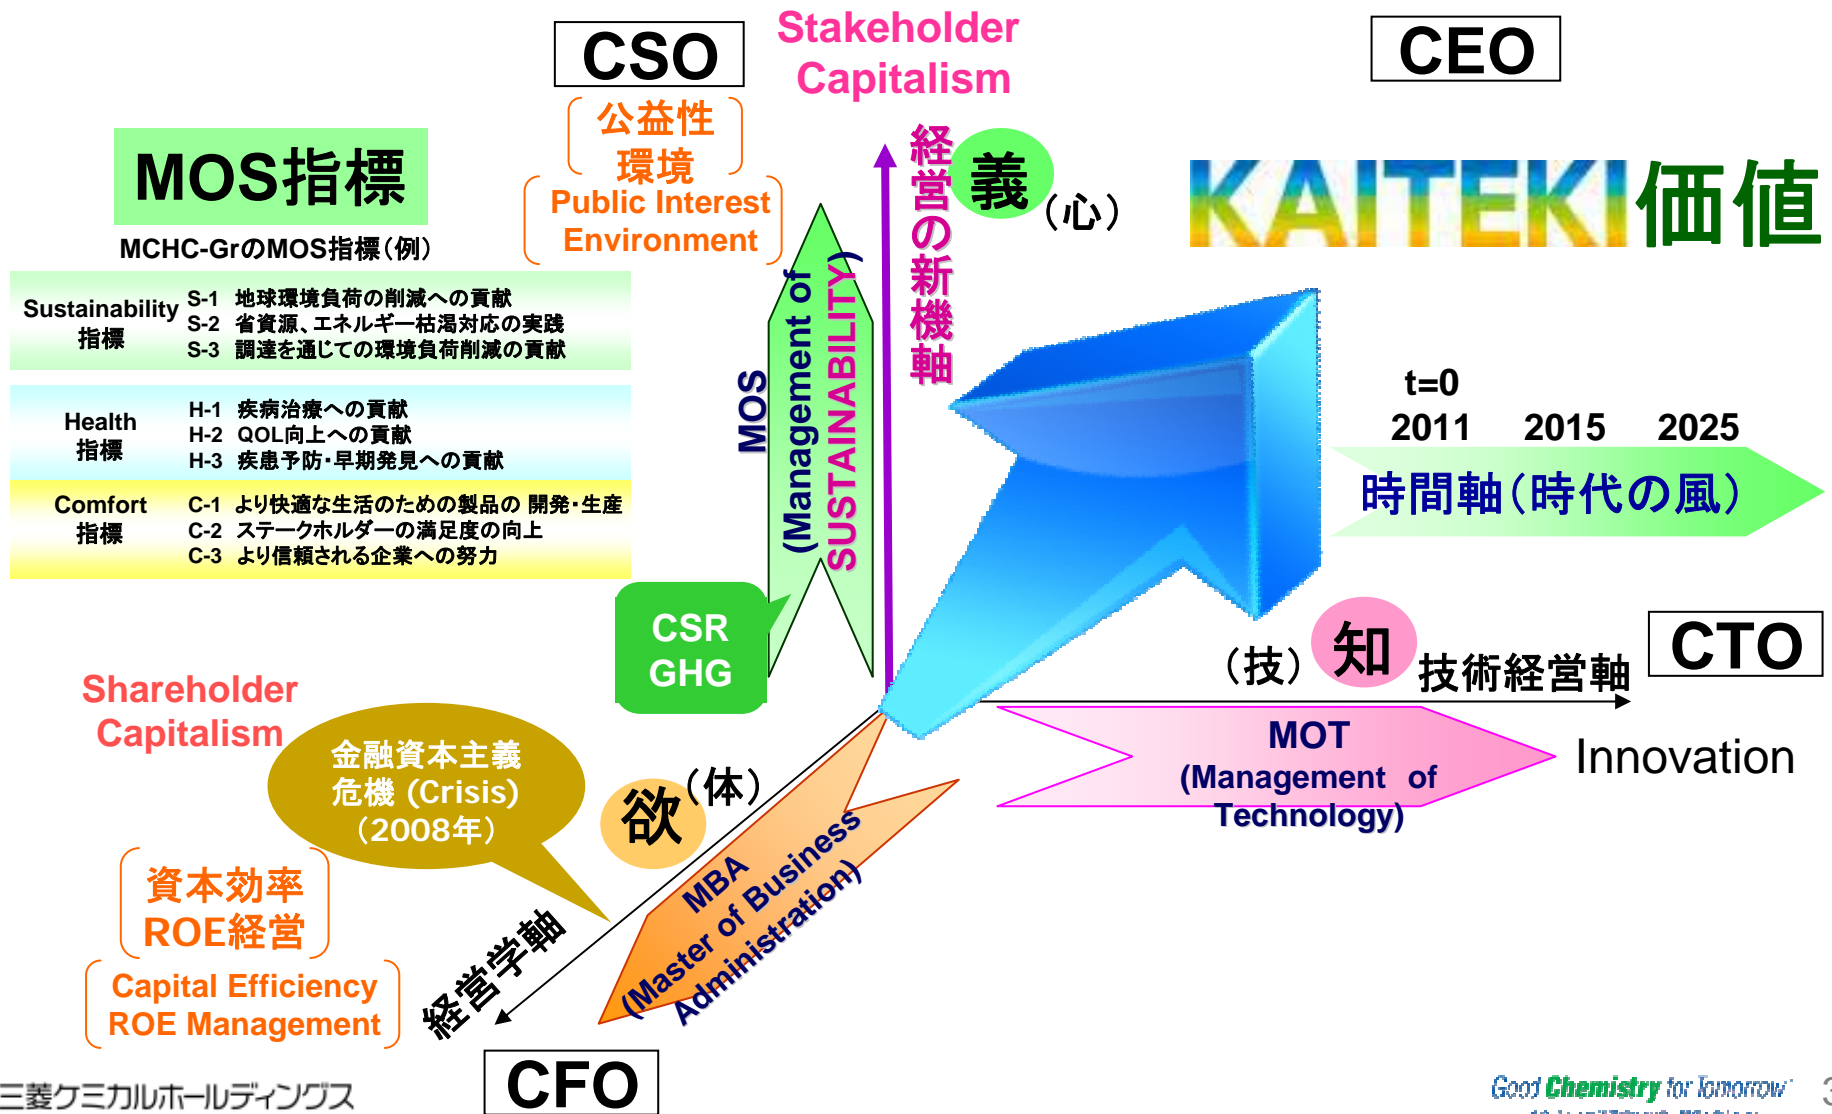 CSO
Stakeholder
Capitalism
CEO
公益性
環境
Public Interest
Environment
MOS指標
MCHC-GrのMOS指標(例)
経営の新機軸
義
(心)
KAITEKI価値
Sustainability
指標
S-1 地球環境負荷の削減への貢献
S-2 省資源、エネルギー枯渇対応の実践
S-3 調達を通じての環境負荷削減の貢献
Health
指標
H-1 疾病治療への貢献
H-2 QOL向上への貢献
H-3 疾患予防・早期発見への貢献
Comfort
指標
C-1 より快適な生活のための製品の 開発・生産
C-2 ステークホルダーの満足度の向上
C-3 より信頼される企業への努力
MOS
(Management of
SUSTAINABILITY)
t=0
2011 2015 2025
時間軸(時代の風)
CSR
GHG
(技)
知
技術経営軸
CTO
MOT
(Management of
Technology)
Innovation
Shareholder
Capitalism
金融資本主義
危機 (Crisis)
(2008年)
欲
(体)
MBA
(Master of Business
Administration)
経営学軸
資本効率
ROE経営
Capital Efficiency
ROE Management
CFO
三菱ケミカルホールディングス
Good Chemistry for Tomorrow